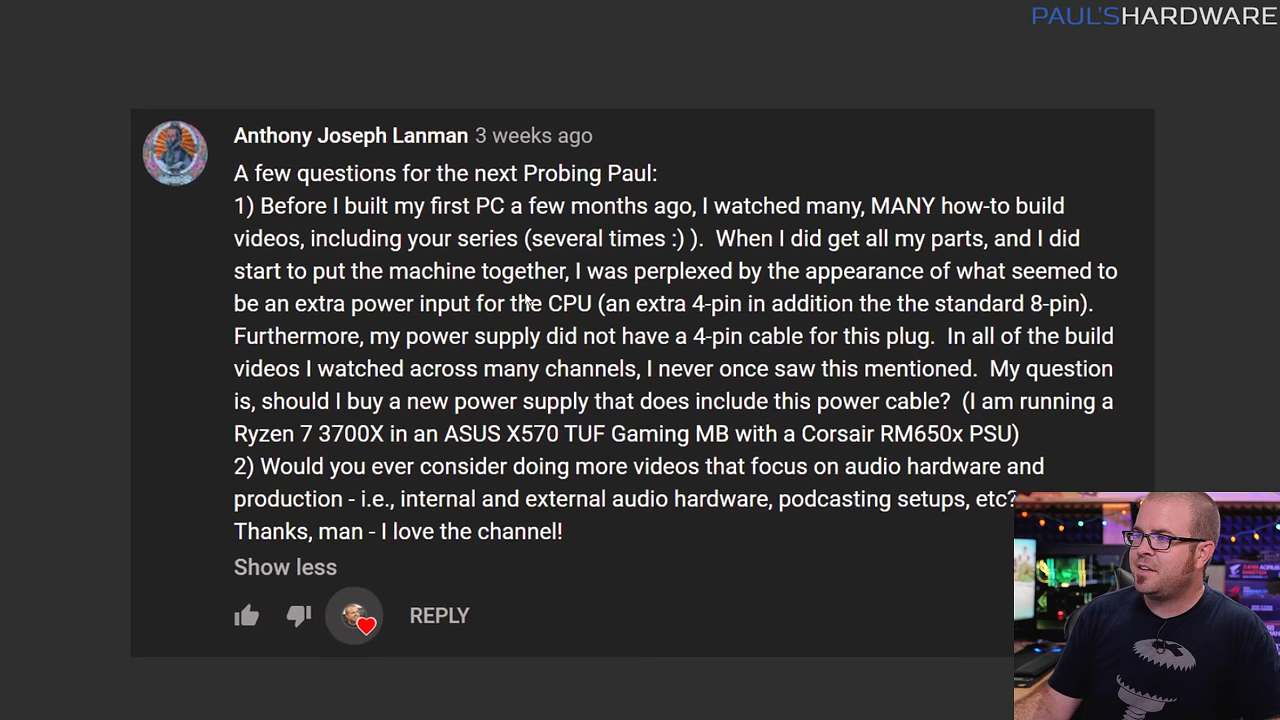 PAUL'SHARDWARE
Anthony Joseph Lanman 3 weeks ago
A few questions for the next Probing Paul:
1) Before I built my first PC a few months ago, I watched many, MANY how-to build
videos, including your series (several times :) ).  When I did get all my parts, and I did
start to put the machine together, I was perplexed by the appearance of what seemed to
be an extra power input for the CPU (an extra 4-pin in addition the the standard 8-pin).
Furthermore, my power supply did not have a 4-pin cable for this plug.  In all of the build
videos I watched across many channels, I never once saw this mentioned.  My question
is, should I buy a new power supply that does include this power cable?  (I am running a
Ryzen 7 3700X in an ASUS X570 TUF Gaming MB with a Corsair RM650x PSU)
2) Would you ever consider doing more videos that focus on audio hardware and
production - i.e., internal and external audio hardware, podcasting setups, etc?
Thanks, man - I love the channel!
Show less
REPLY